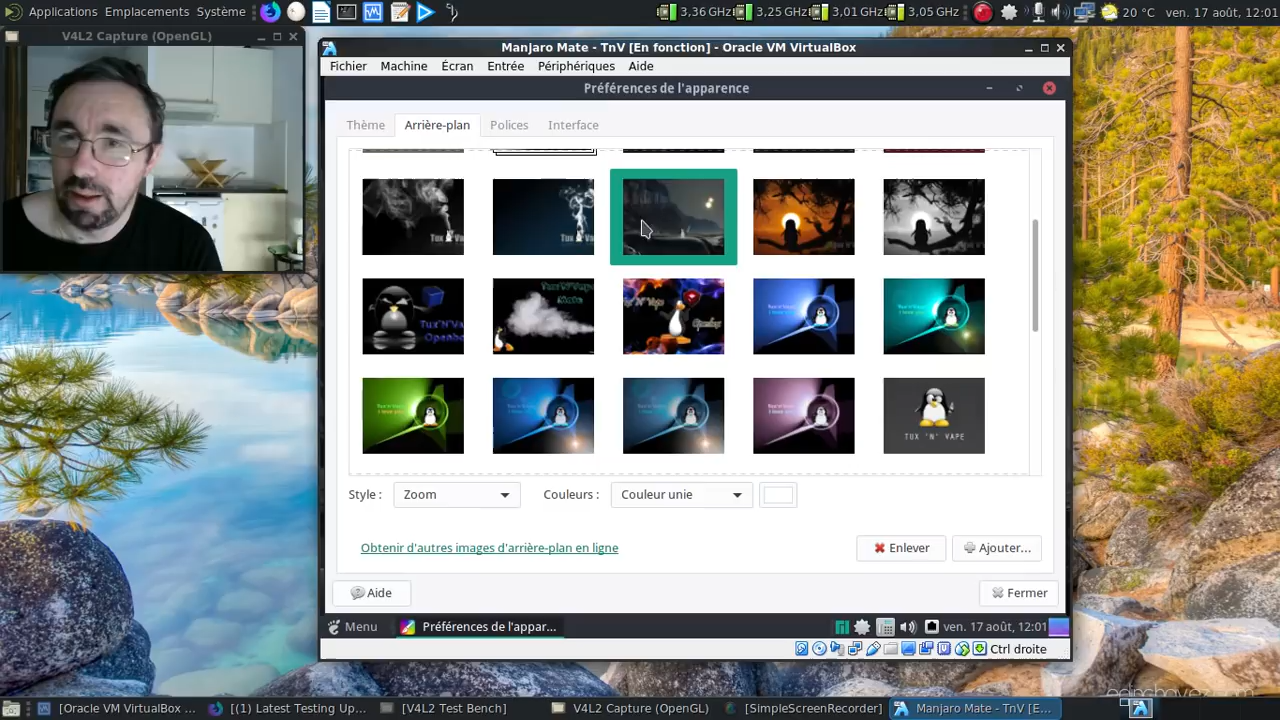 Applications Emplacements Système
3,36 GHz 3,25 GHz 3,01 GHz 3,05 GHz 20 °C ven. 17 août, 12:01
V4L2 Capture (OpenGL)
Manjaro Mate - TnV [En fonction] - Oracle VM VirtualBox
Fichier Machine Écran Entrée Périphériques Aide
Préférences de l'apparence
Thème Arrière-plan Polices Interface
TUX 'N' VAPE
Style : Zoom Couleurs : Couleur unie
Obtenir d'autres images d'arrière-plan en ligne
Enlever Ajouter...
Aide Fermer
Menu Préférences de l'appar... ven. 17 août, 12:01
Ctrl droite
[Oracle VM VirtualBox ... [(1) Latest Testing Up... [V4L2 Test Bench] V4L2 Capture (OpenGL) [SimpleScreenRecorder] Manjaro Mate - TnV [E...